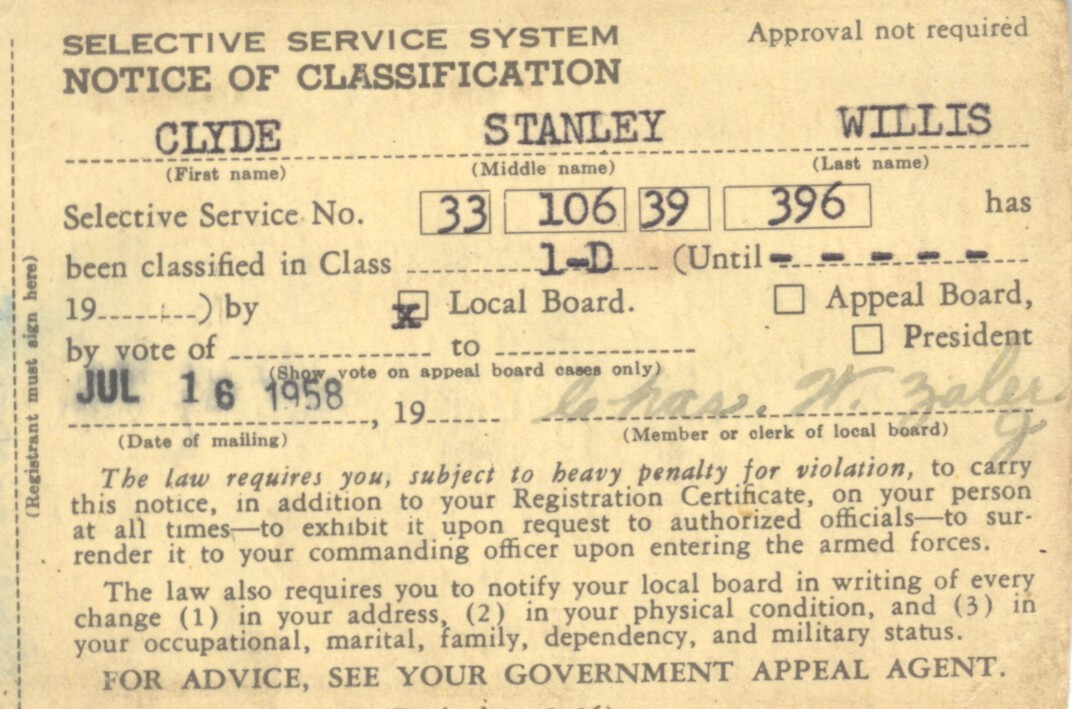 SELECTIVE SERVICE SYSTEM Approval not required
NOTICE OF CLASSIFICATION
CLYDE STANLEY WILLIS
(First name) (Middle name) (Last name)
Selective Service No. 33 106 39 396 has
been classified in Class 1-D (Until - - - - -
19......) by x Local Board. Appeal Board,
President
by vote of to
(Show vote on appeal board cases only)
JUL 16 1958, 19 Chas. W.
(Date of mailing) (Member or clerk of local board)
The law requires you, subject to heavy penalty for violation, to carry
this notice, in addition to your Registration Certificate, on your person
at all times—to exhibit it upon request to authorized officials—to sur-
render it to your commanding officer upon entering the armed forces.
The law also requires you to notify your local board in writing of every
change (1) in your address, (2) in your physical condition, and (3) in
your occupational, marital, family, dependency, and military status.
FOR ADVICE, SEE YOUR GOVERNMENT APPEAL AGENT.
(Registrant must sign here)